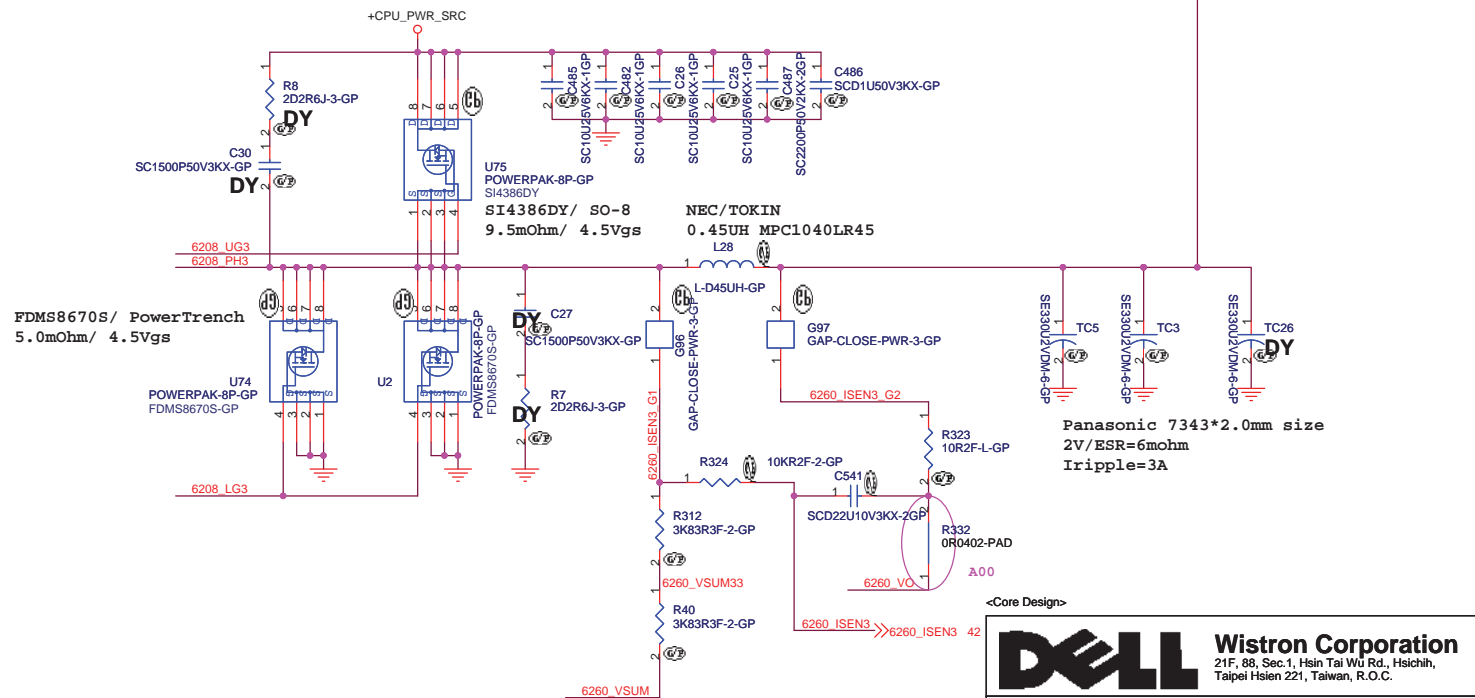 +CPU_PWR_SRC
R8
2D2R6J-3-GP
DY
C30
SC1500P50V3KX-GP
DY
U75
POWERPAK-8P-GP
SI4386DY
SI4386DY/ SO-8
9.5mOhm/ 4.5Vgs
C485
SC10U25V6KX-1GP
C482
SC10U25V6KX-1GP
C26
SC10U25V6KX-1GP
C25
SC10U25V6KX-1GP
C487
SC2200P50V2KX-2GP
C486
SCD1U50V3KX-GP
NEC/TOKIN
0.45UH MPC1040LR45
L28
L-D45UH-GP
6208_UG3
6208_PH3
FDMS8670S/ PowerTrench
5.0mOhm/ 4.5Vgs
U74
POWERPAK-8P-GP
FDMS8670S-GP
U2
POWERPAK-8P-GP
FDMS8670S-GP
6208_LG3
DY
C27
SC1500P50V3KX-GP
R7
2D2R6J-3-GP
DY
G96
GAP-CLOSE-PWR-3-GP
G97
GAP-CLOSE-PWR-3-GP
6260_ISEN3_G1
6260_ISEN3_G2
R323
10R2F-L-GP
R324
10KR2F-2-GP
C541
SCD22U10V3KX-2GP
R312
3K83R3F-2-GP
6260_VSUM33
R40
3K83R3F-2-GP
6260_VSUM
R332
0R0402-PAD
A00
6260_VO
6260_ISEN3
6260_ISEN3 42
TC5
SE330U2VDM-6-GP
TC3
SE330U2VDM-6-GP
TC26
SE330U2VDM-6-GP
DY
Panasonic 7343*2.0mm size
2V/ESR=6mohm
Iripple=3A
<Core Design>
DELL
Wistron Corporation
21F, 88, Sec.1, Hsin Tai Wu Rd., Hsichih,
Taipei Hsien 221, Taiwan, R.O.C.